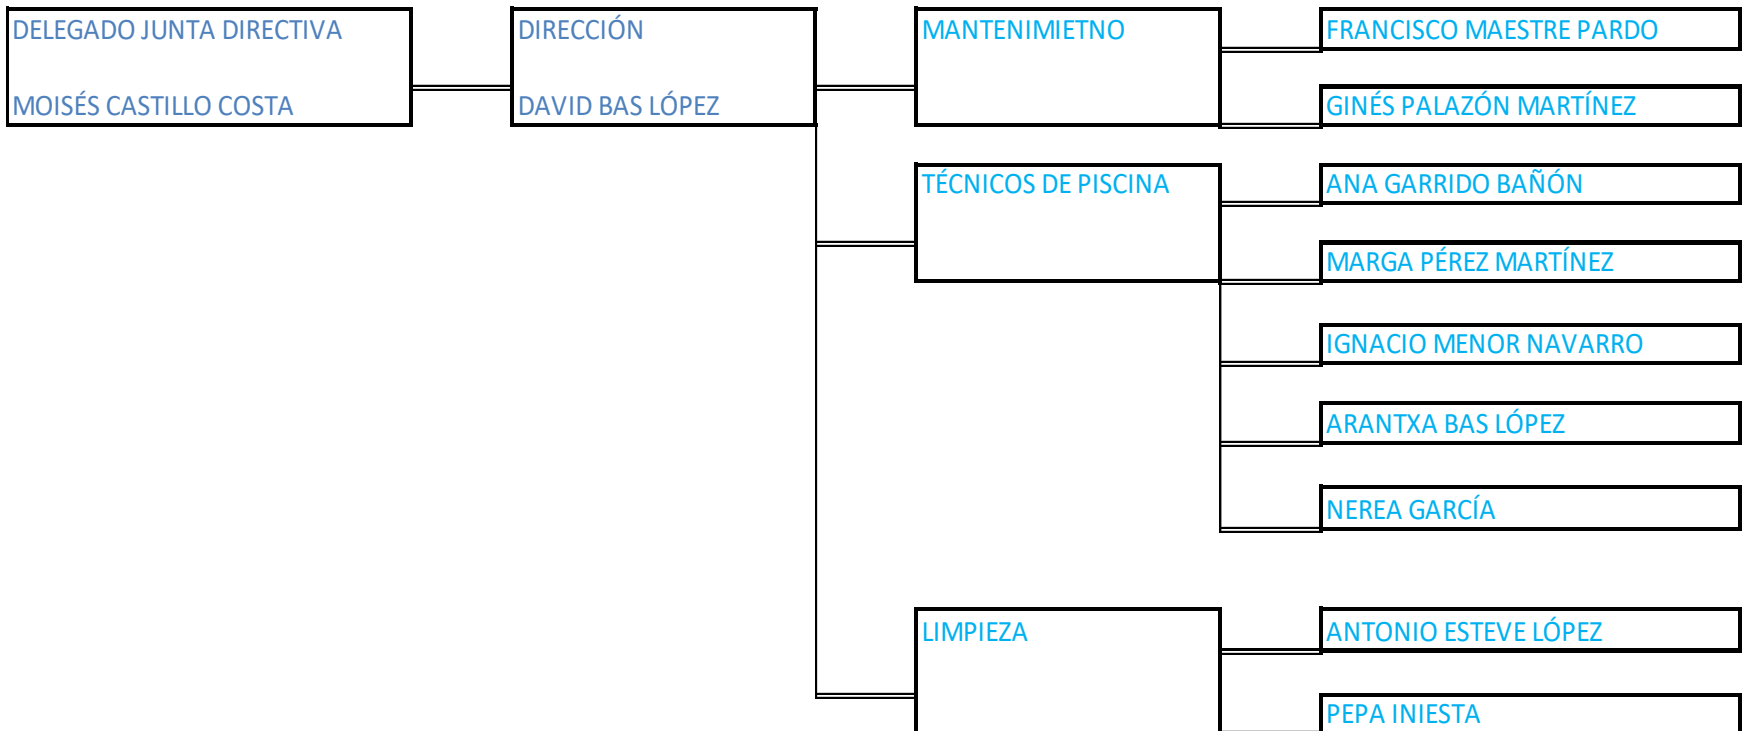 DELEGADO JUNTA DIRECTIVA
MOISÉS CASTILLO COSTA
DIRECCIÓN
DAVID BAS LÓPEZ
MANTENIMIETNO
FRANCISCO MAESTRE PARDO
GINÉS PALAZÓN MARTÍNEZ
TÉCNICOS DE PISCINA
ANA GARRIDO BAÑÓN
MARGA PÉREZ MARTÍNEZ
IGNACIO MENOR NAVARRO
ARANTXA BAS LÓPEZ
NEREA GARCÍA
LIMPIEZA
ANTONIO ESTEVE LÓPEZ
PEPA INIESTA